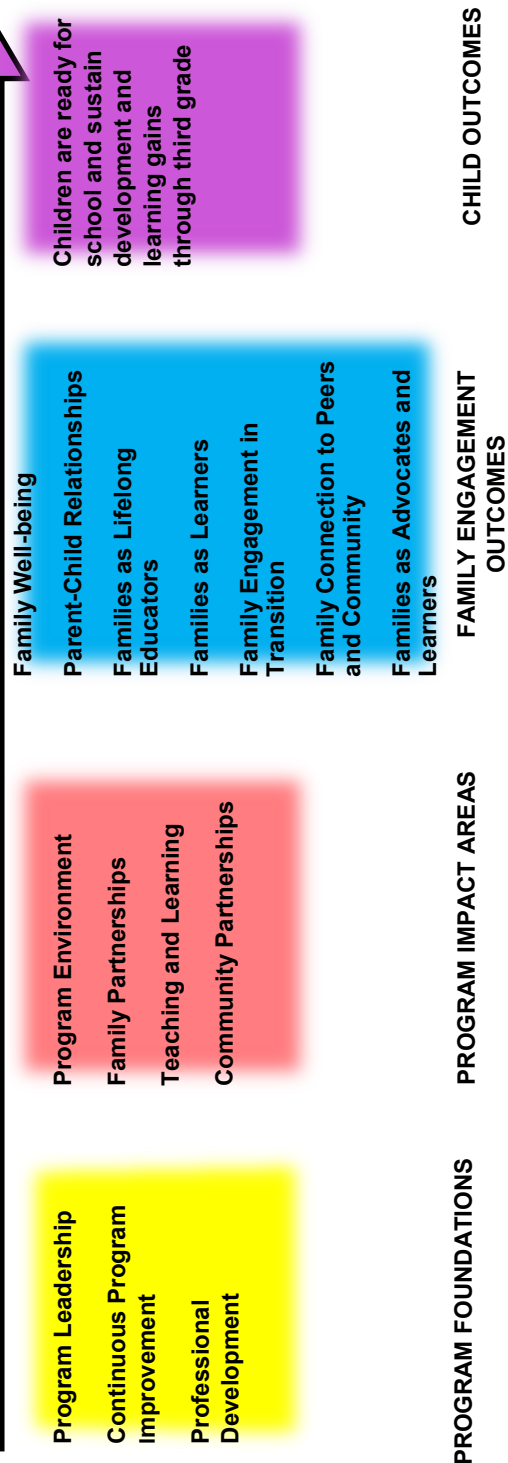 Program Leadership
Continuous Program
Improvement
Professional
Development
PROGRAM FOUNDATIONS
Program Environment
Family Partnerships
Teaching and Learning
Community Partnerships
PROGRAM IMPACT AREAS
Family Well-being
Parent-Child Relationships
Families as Lifelong
Educators
Families as Learners
Family Engagement in
Transition
Family Connection to Peers
and Community
Families as Advocates and
Learners
FAMILY ENGAGEMENT
OUTCOMES
Children are ready for
school and sustain
development and
learning gains
through third grade
CHILD OUTCOMES